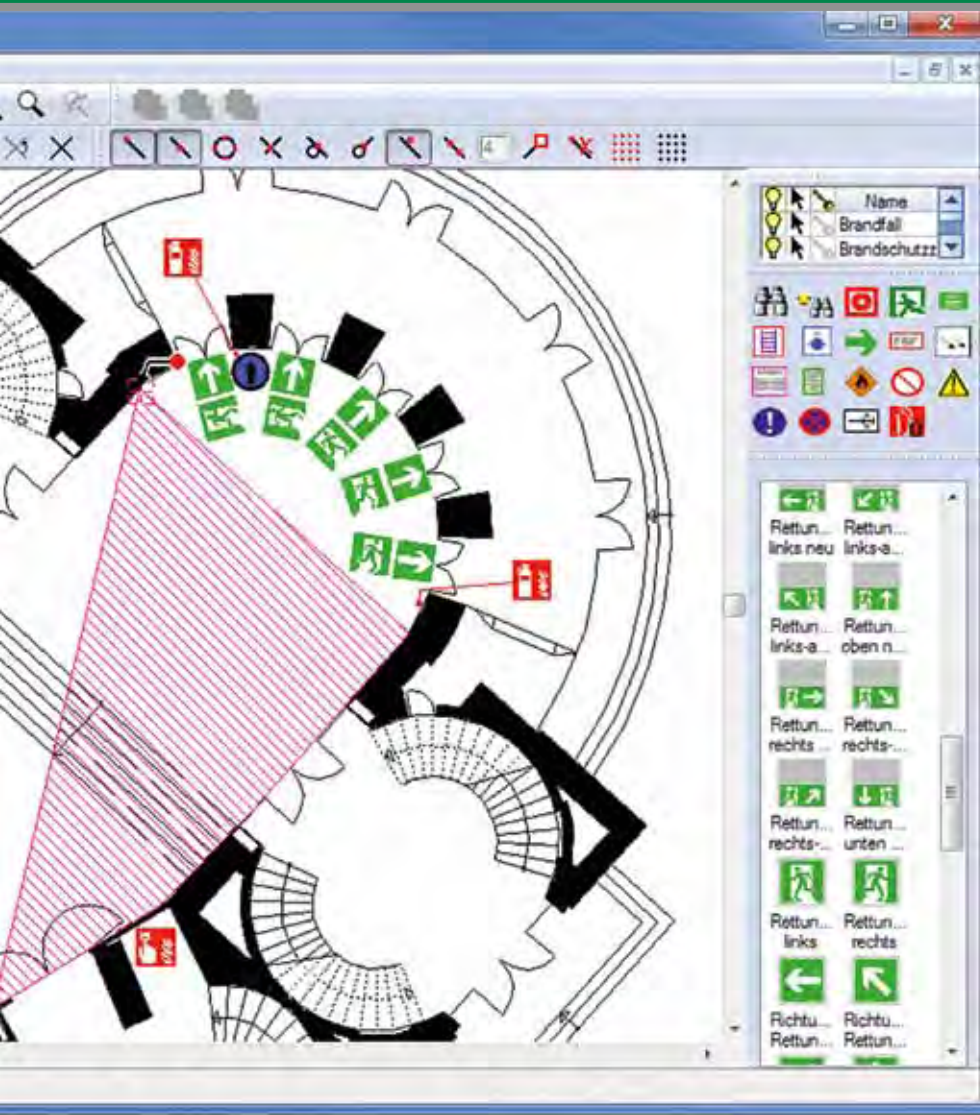 4
Name
Brandfall
Brandschutzz
Rettun... Rettun...
links neu links-a...
Rettun... Rettun...
links-a... oben n...
Rettun... Rettun...
rechts ... rechts-...
Rettun... Rettun...
rechts-... unten ...
Rettun... Rettun...
links rechts
Richtu... Richtu...
Rettun... Rettun...